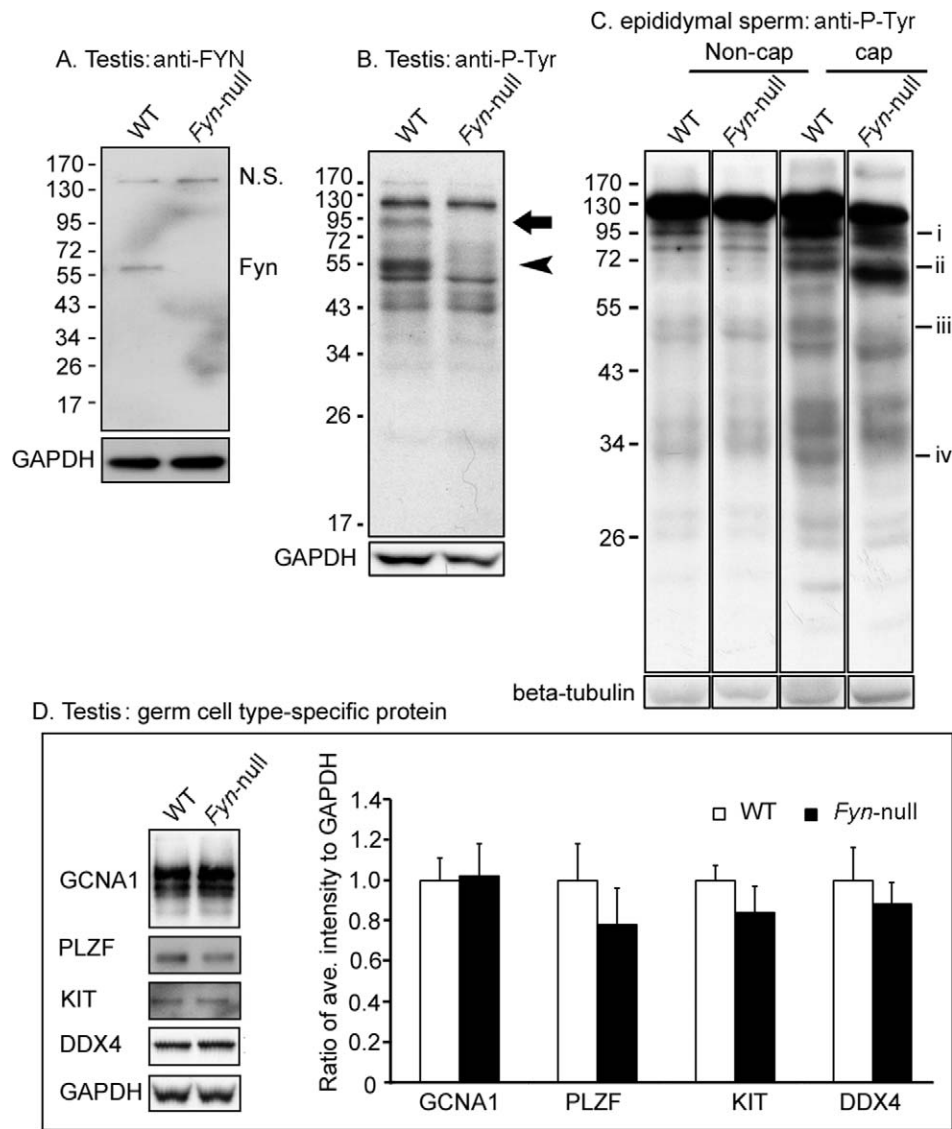 A. Testis: anti-FYN
WT
Fyn-null
170
130
95
72
55
43
34
26
17
N.S.
Fyn
GAPDH
B. Testis: anti-P-Tyr
WT
Fyn-null
170
130
95
72
55
43
34
26
17
GAPDH
C. epididymal sperm: anti-P-Tyr
Non-cap
cap
WT
Fyn-null
WT
Fyn-null
170
130
95
72
55
43
34
26
i
ii
iii
iv
beta-tubulin
D. Testis: germ cell type-specific protein
WT
Fyn-null
GCNA1
PLZF
KIT
DDX4
GAPDH
Ratio of ave. intensity to GAPDH
1.4
1.2
1.0
0.8
0.6
0.4
0.2
0
WT
Fyn-null
GCNA1
PLZF
KIT
DDX4